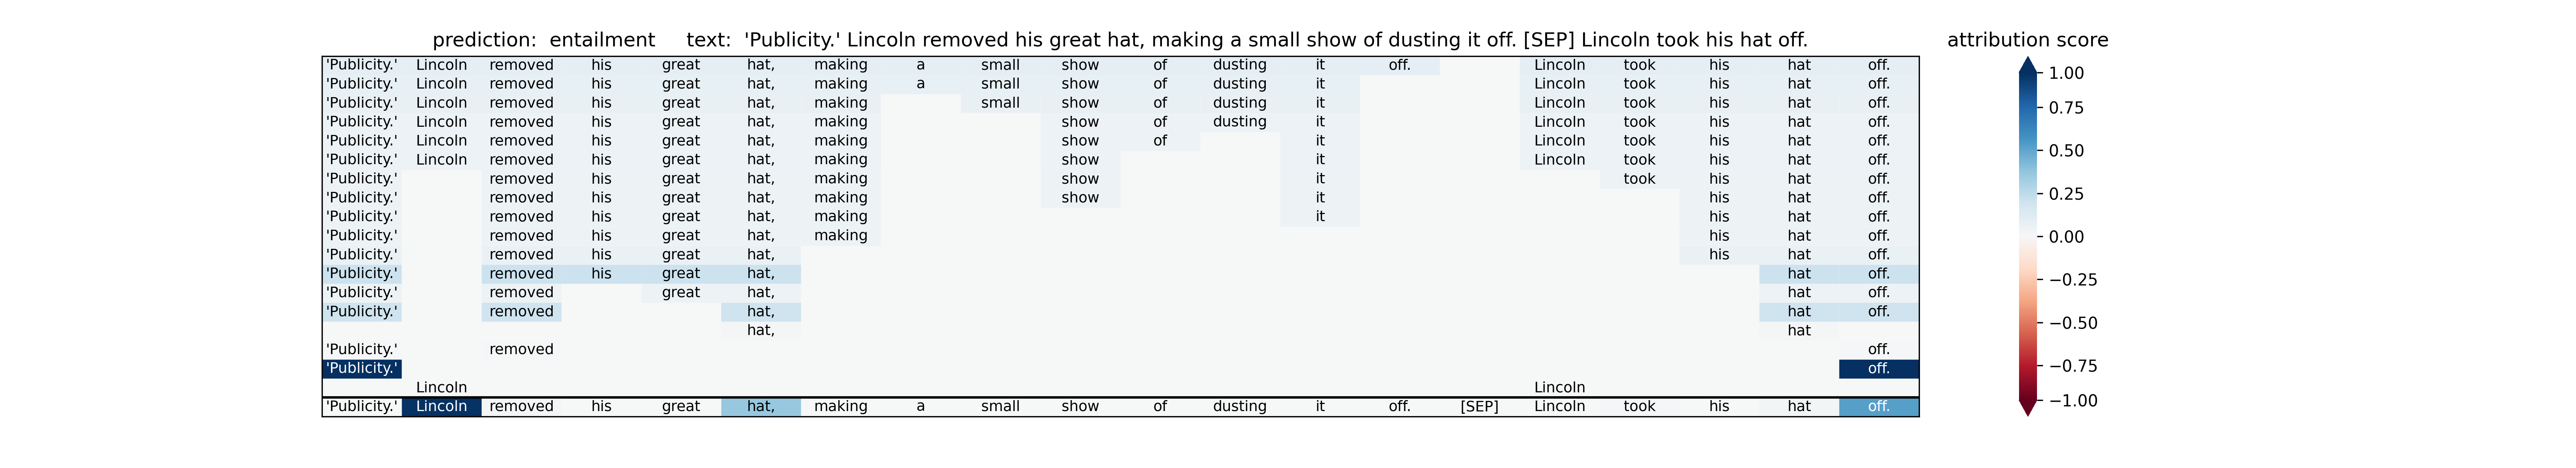 prediction: entailment text: 'Publicity.' Lincoln removed his great hat, making a small show of dusting it off. [SEP] Lincoln took his hat off.
attribution score
'Publicity.' Lincoln removed his great hat, making a small show of dusting it off. Lincoln took his hat off.
'Publicity.' Lincoln removed his great hat, making a small show of dusting it Lincoln took his hat off.
'Publicity.' Lincoln removed his great hat, making small show of dusting it Lincoln took his hat off.
'Publicity.' Lincoln removed his great hat, making show of dusting it Lincoln took his hat off.
'Publicity.' Lincoln removed his great hat, making show of it Lincoln took his hat off.
'Publicity.' Lincoln removed his great hat, making show it Lincoln took his hat off.
'Publicity.' removed his great hat, making show it took his hat off.
'Publicity.' removed his great hat, making show it his hat off.
'Publicity.' removed his great hat, making it his hat off.
'Publicity.' removed his great hat, making his hat off.
'Publicity.' removed his great hat, his hat off.
'Publicity.' removed his great hat, hat off.
'Publicity.' removed great hat, hat off.
'Publicity.' removed hat, hat off.
hat, hat
'Publicity.' removed off.
'Publicity.' off.
Lincoln Lincoln
'Publicity.' Lincoln removed his great hat, making a small show of dusting it off. [SEP] Lincoln took his hat off.
1.00
0.75
0.50
0.25
0.00
−0.25
−0.50
−0.75
−1.00